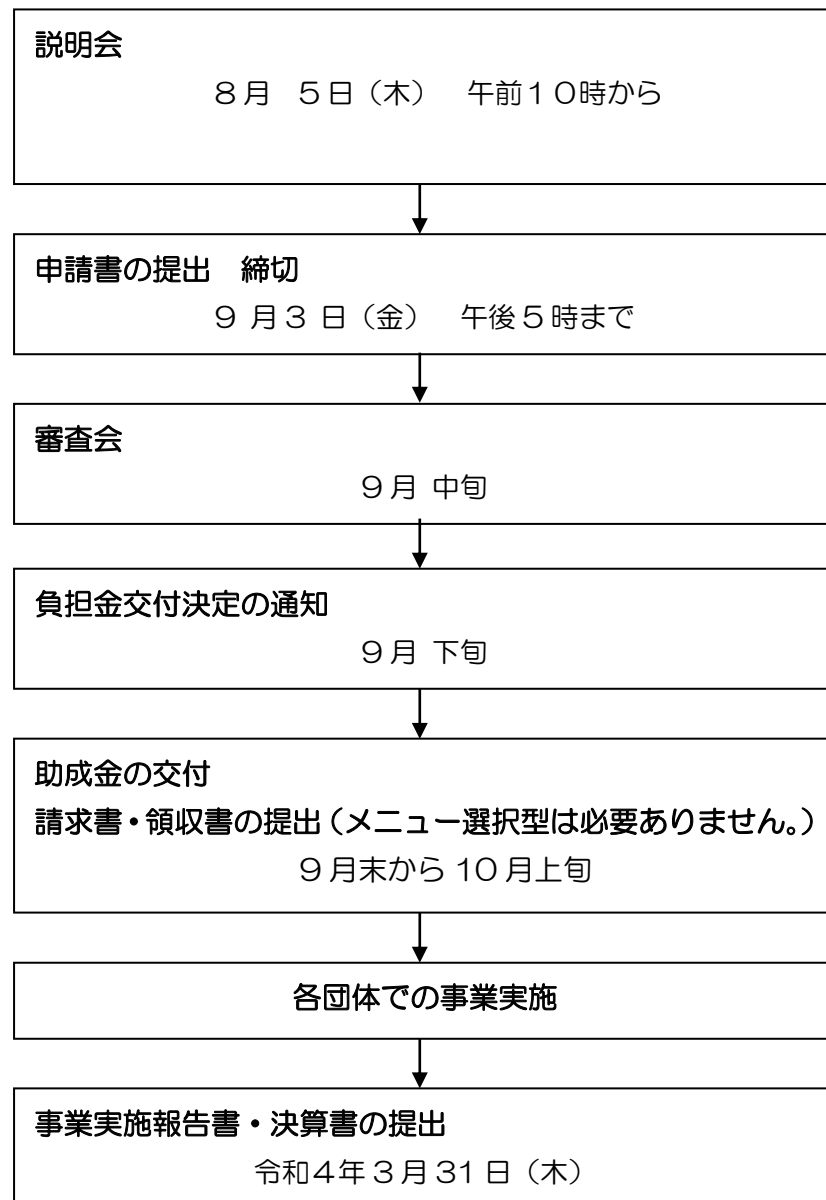 説明会
８月　５日（木）　午前１０時から
申請書の提出　締切
９ 月３ 日（金）　午後５時まで
審査会
９月 中旬
負担金交付決定の通知
９月 下旬
助成金の交付
請求書・領収書の提出（メニュー選択型は必要ありません。）
９月末から 10 月上旬
各団体での事業実施
事業実施報告書・決算書の提出
令和４年３月 31 日（木）